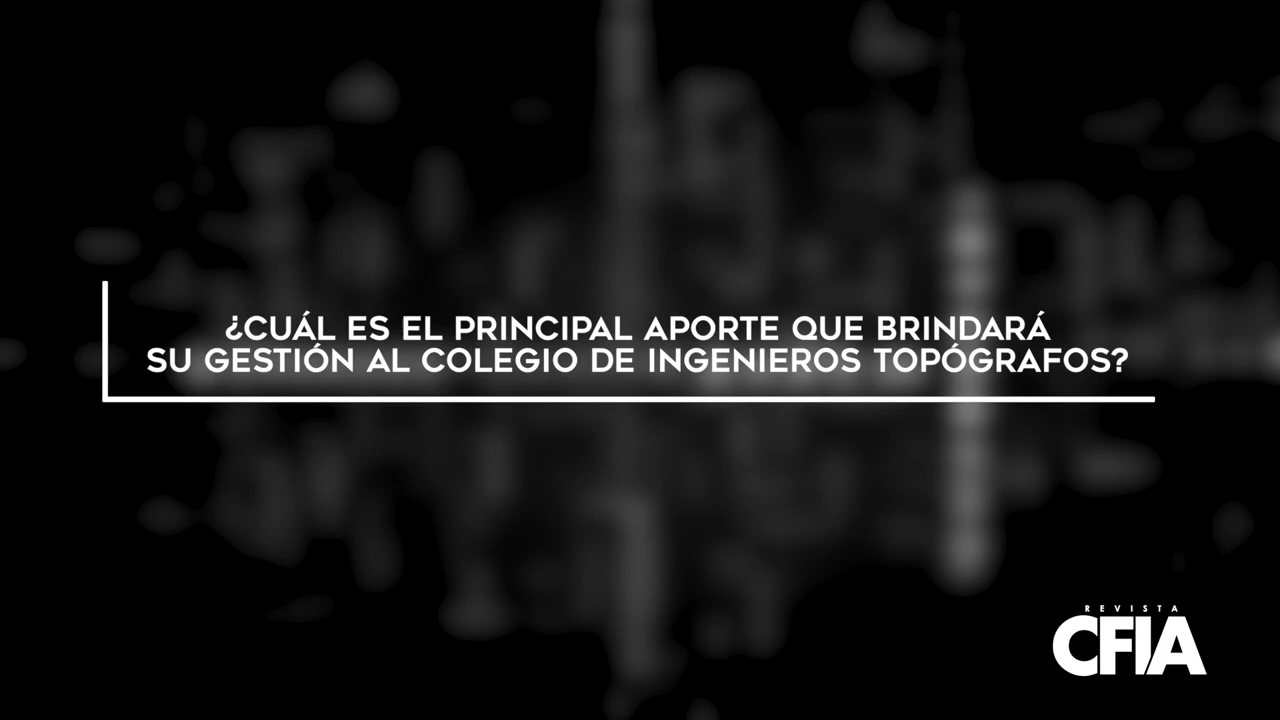 ¿CUÁL ES EL PRINCIPAL APORTE QUE BRINDARÁ
SU GESTIÓN AL COLEGIO DE INGENIEROS TOPÓGRAFOS?
REVISTA
CFIA